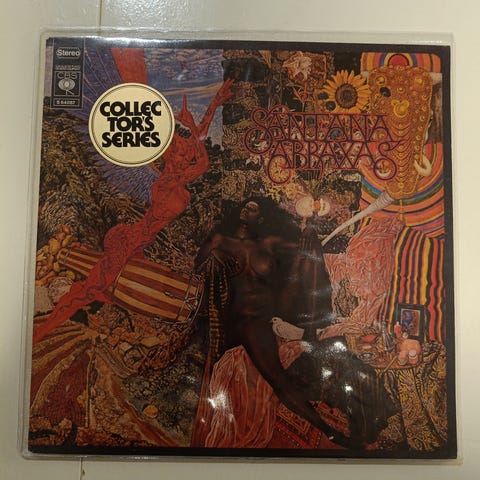 Stereo
CBS
S 64087
COLLEC
TOR'S
SERIES
SANTANA
ABRAXAS